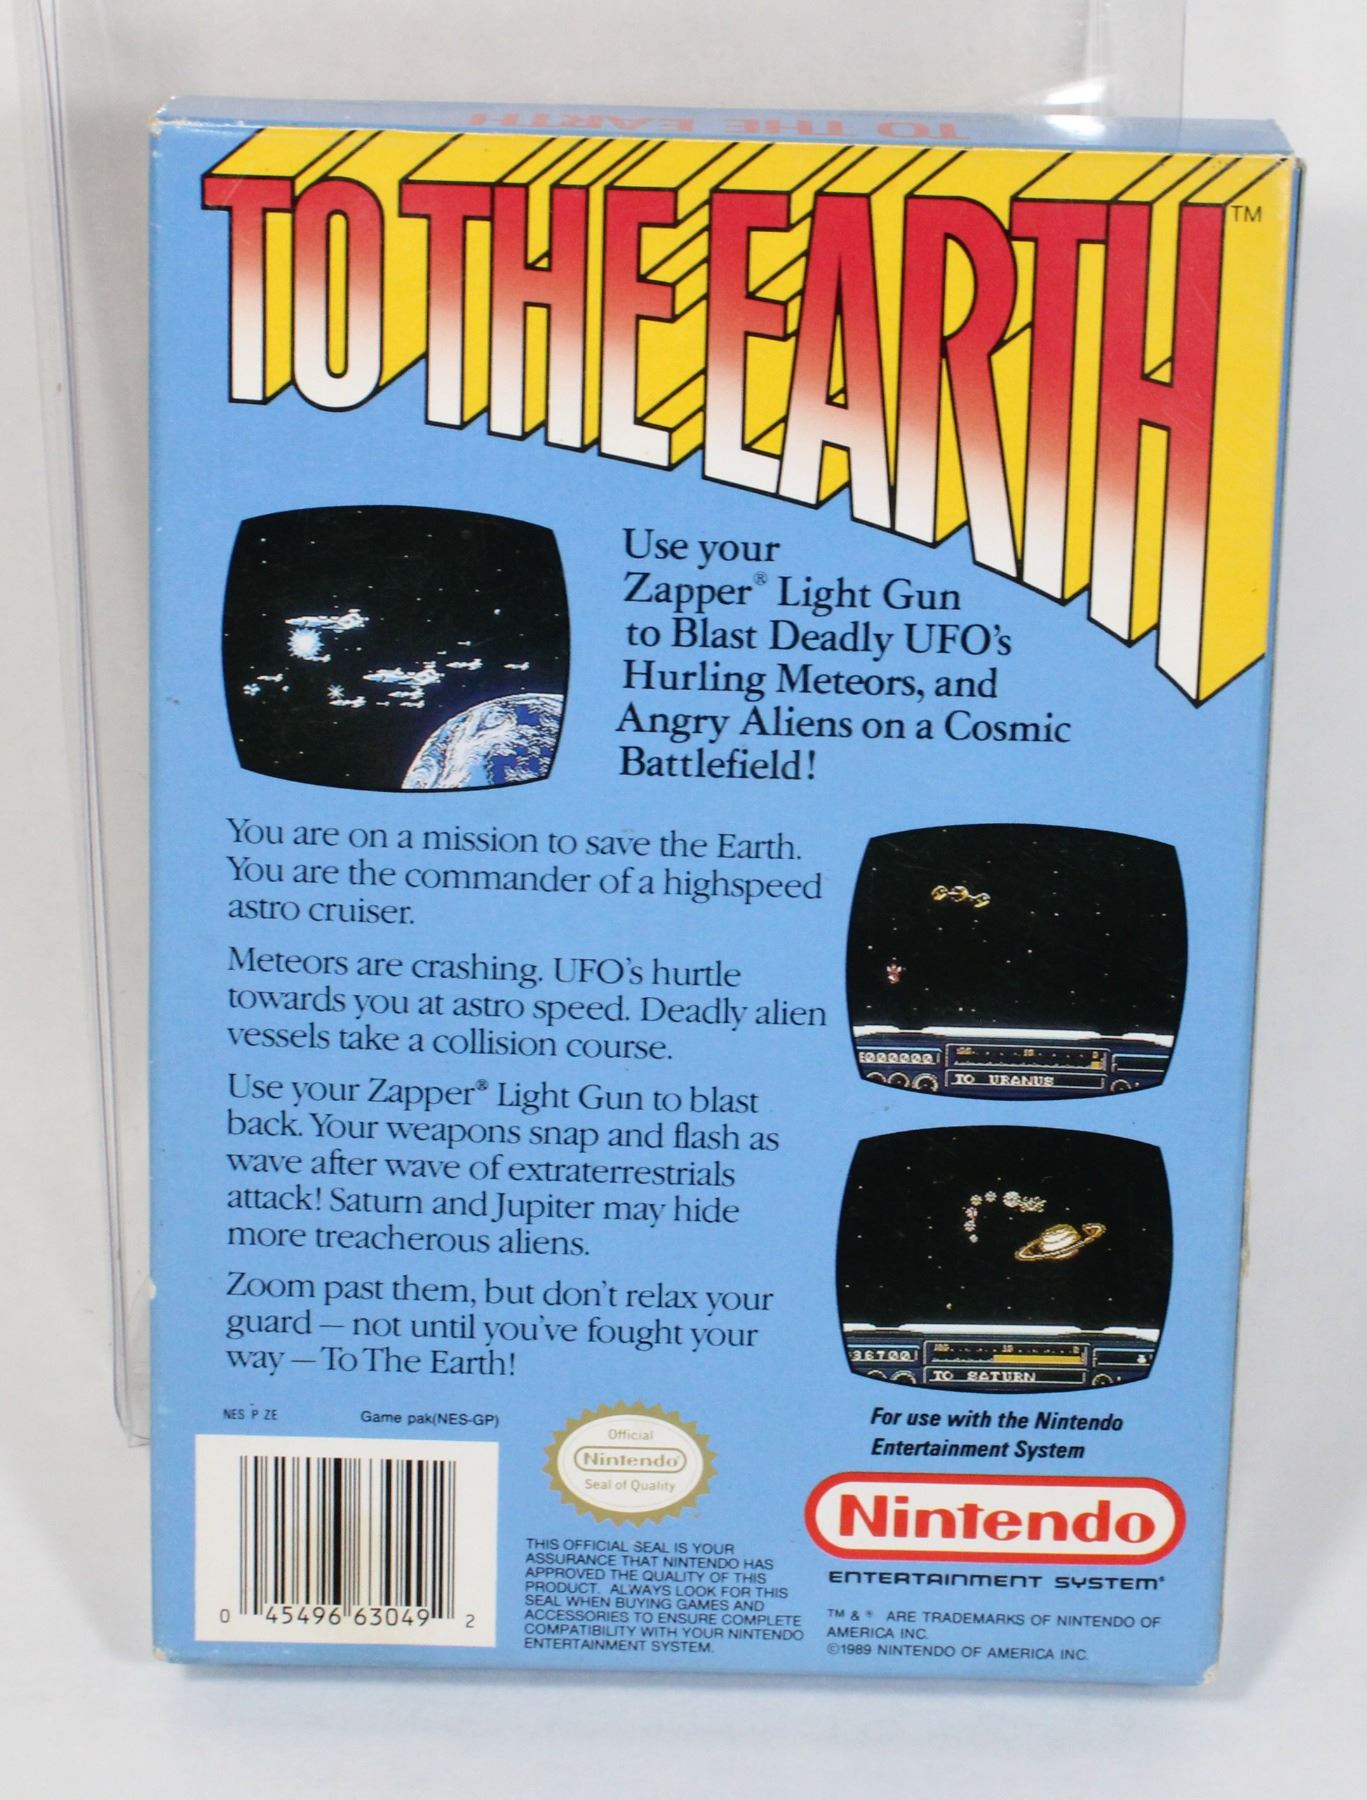 TO THE EARTH
TO THE EARTH™
Use your
Zapper® Light Gun
to Blast Deadly UFO's
Hurling Meteors, and
Angry Aliens on a Cosmic
Battlefield!
You are on a mission to save the Earth.
You are the commander of a highspeed
astro cruiser.
Meteors are crashing. UFO's hurtle
towards you at astro speed. Deadly alien
vessels take a collision course.
Use your Zapper® Light Gun to blast
back. Your weapons snap and flash as
wave after wave of extraterrestrials
attack! Saturn and Jupiter may hide
more treacherous aliens.
Zoom past them, but don't relax your
guard — not until you've fought your
way — To The Earth!
E000000
TO URANUS
36700
TO SATURN
NES P ZE
Game pak(NES-GP)
0 45496 63049 2
Official
Nintendo®
Seal of Quality
THIS OFFICIAL SEAL IS YOUR
ASSURANCE THAT NINTENDO HAS
APPROVED THE QUALITY OF THIS
PRODUCT. ALWAYS LOOK FOR THIS
SEAL WHEN BUYING GAMES AND
ACCESSORIES TO ENSURE COMPLETE
COMPATIBILITY WITH YOUR NINTENDO
ENTERTAINMENT SYSTEM.
For use with the Nintendo
Entertainment System
Nintendo
ENTERTAINMENT SYSTEM®
TM & ® ARE TRADEMARKS OF NINTENDO OF
AMERICA INC.
©1989 NINTENDO OF AMERICA INC.